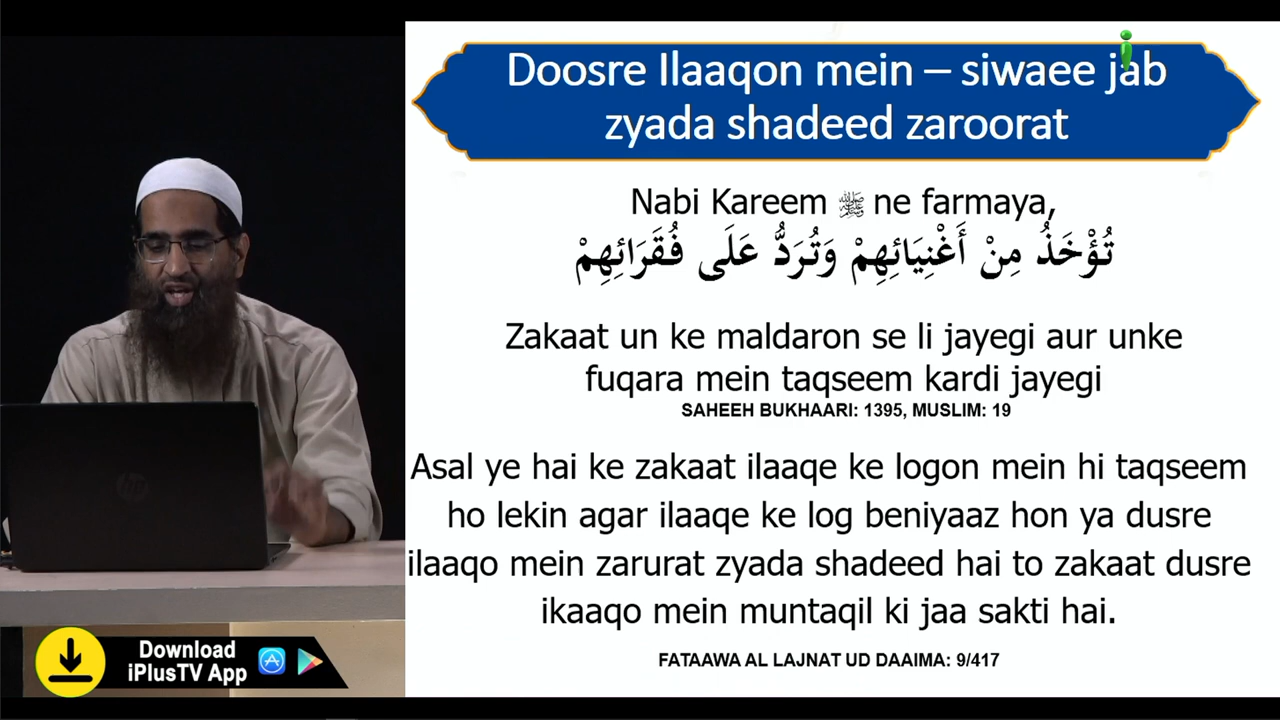 Doosre Ilaaqon mein – siwaee jab
zyada shadeed zaroorat
Nabi Kareem ﷺ ne farmaya,
تُؤْخَذُ مِنْ أَغْنِيَائِهِمْ وَتُرَدُّ عَلَى فُقَرَائِهِمْ
Zakaat un ke maldaron se li jayegi aur unke
fuqara mein taqseem kardi jayegi
SAHEEH BUKHAARI: 1395, MUSLIM: 19
Asal ye hai ke zakaat ilaaqe ke logon mein hi taqseem
ho lekin agar ilaaqe ke log beniyaaz hon ya dusre
ilaaqo mein zarurat zyada shadeed hai to zakaat dusre
ikaaqo mein muntaqil ki jaa sakti hai.
FATAAWA AL LAJNAT UD DAAIMA: 9/417
Download
iPlusTV App